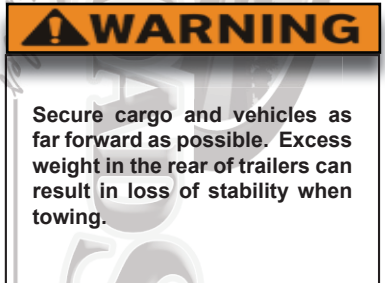 WARNING
Secure cargo and vehicles as
far forward as possible. Excess
weight in the rear of trailers can
result in loss of stability when
towing.